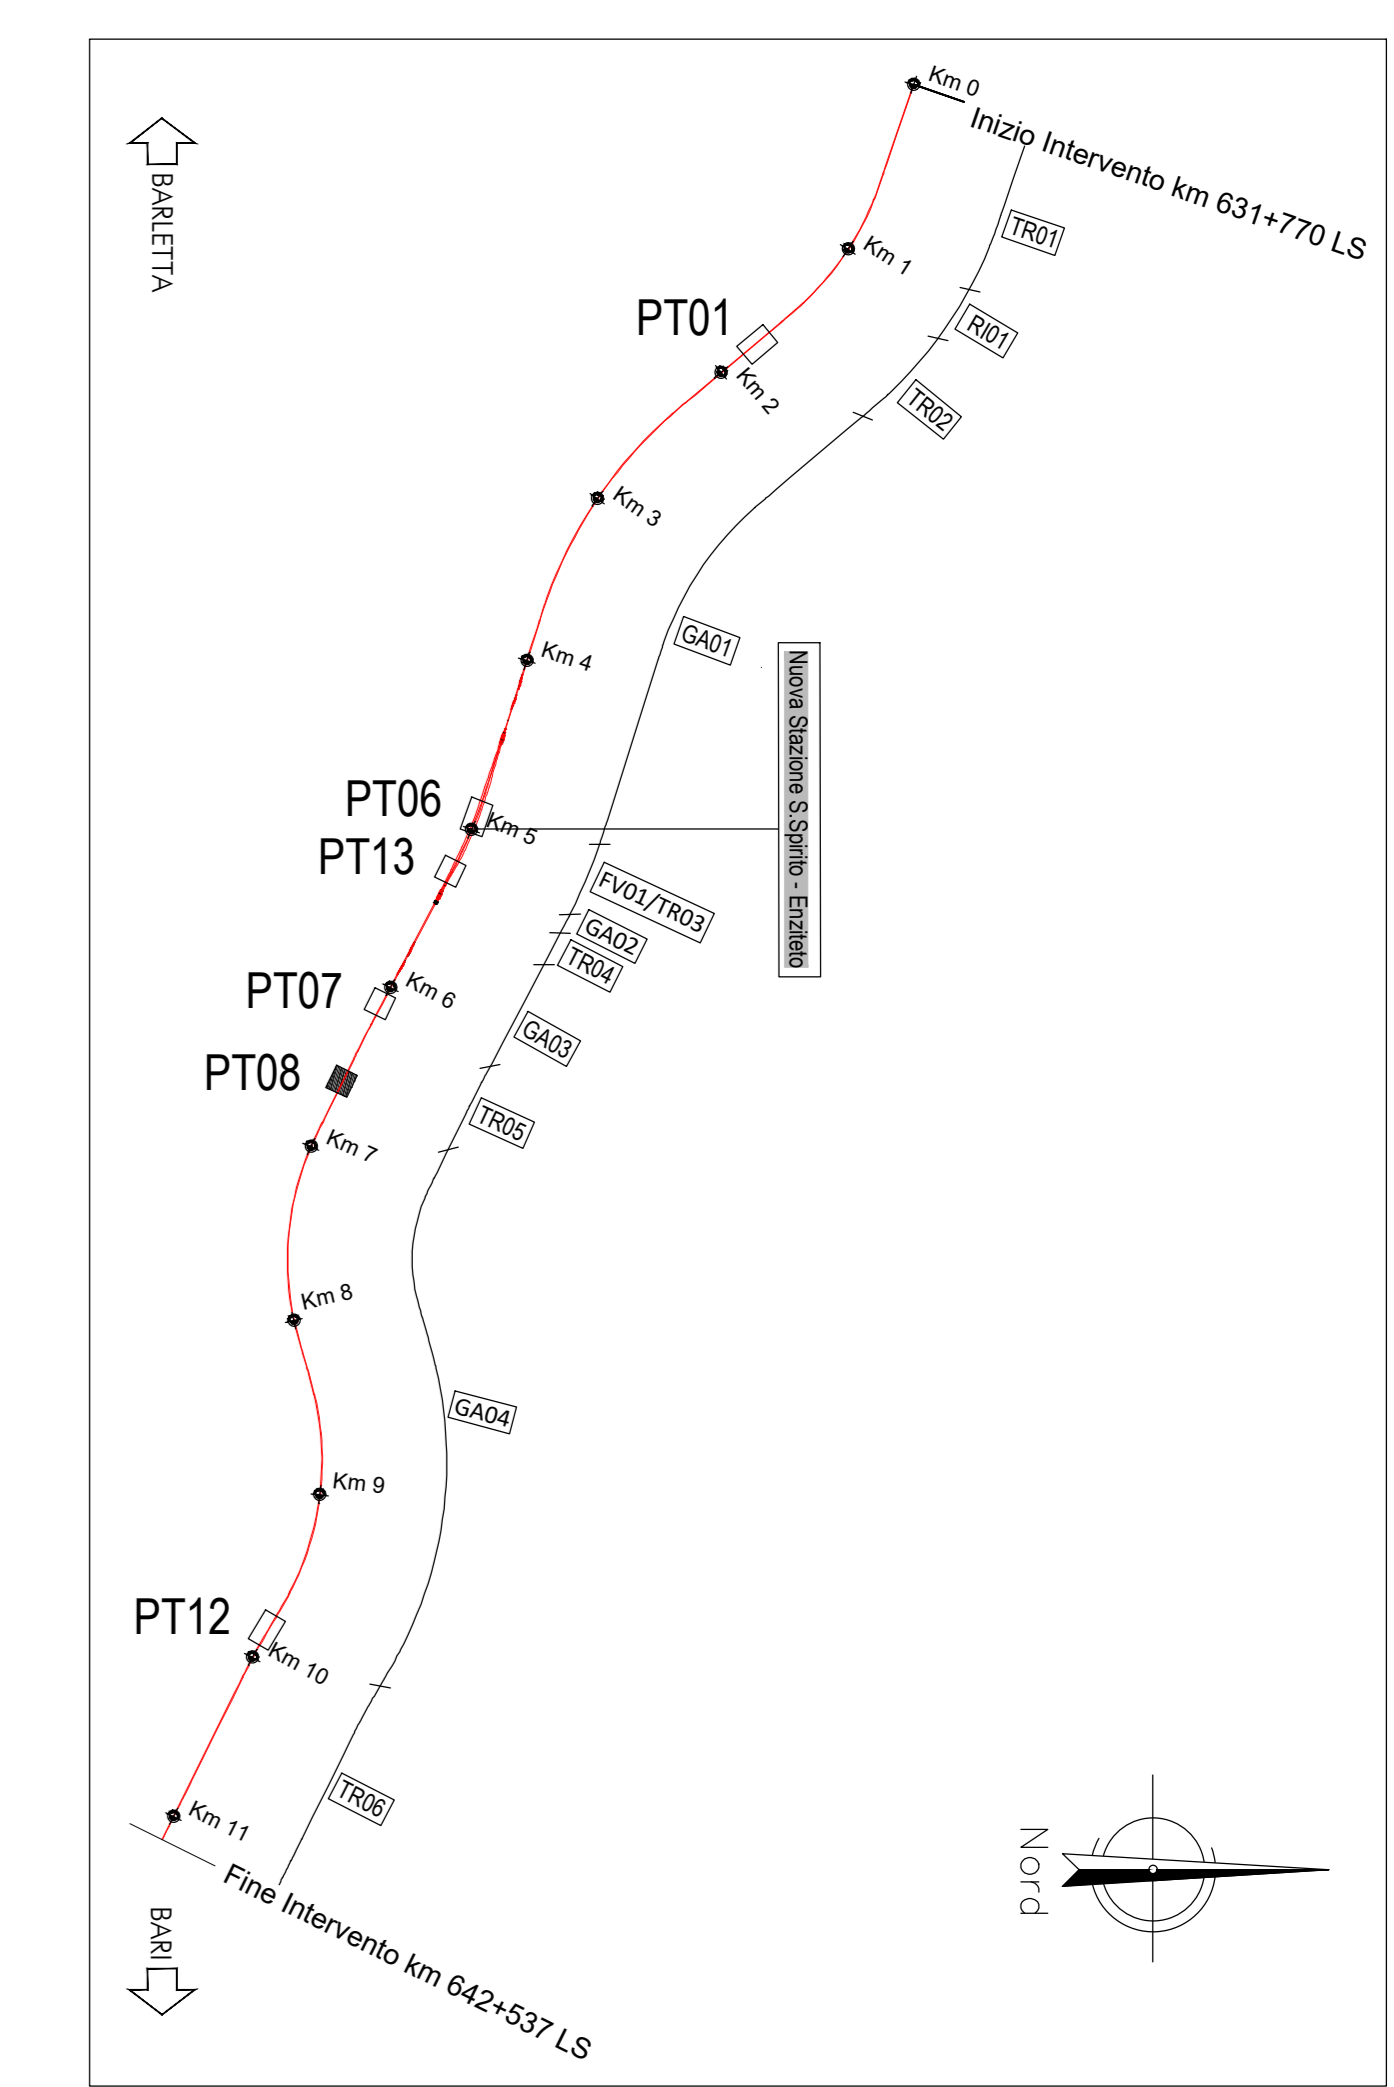 Km 0
Inizio Intervento km 631+770 LS
BARLETTA
TR01
Km 1
PT01
RI01
Km 2
TR02
Km 3
GA01
Km 4
Nuova Stazione S.Spirito - Enziteto
PT06
Km 5
PT13
FV01/TR03
GA02
TR04
PT07
Km 6
GA03
PT08
TR05
Km 7
Km 8
GA04
Km 9
PT12
Km 10
TR06
Km 11
Nord
Fine Intervento km 642+537 LS
BARI